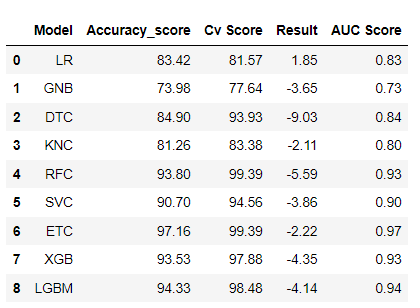 Model Accuracy_score Cv Score Result AUC Score
0 LR 83.42 81.57 1.85 0.83
1 GNB 73.98 77.64 -3.65 0.73
2 DTC 84.90 93.93 -9.03 0.84
3 KNC 81.26 83.38 -2.11 0.80
4 RFC 93.80 99.39 -5.59 0.93
5 SVC 90.70 94.56 -3.86 0.90
6 ETC 97.16 99.39 -2.22 0.97
7 XGB 93.53 97.88 -4.35 0.93
8 LGBM 94.33 98.48 -4.14 0.94